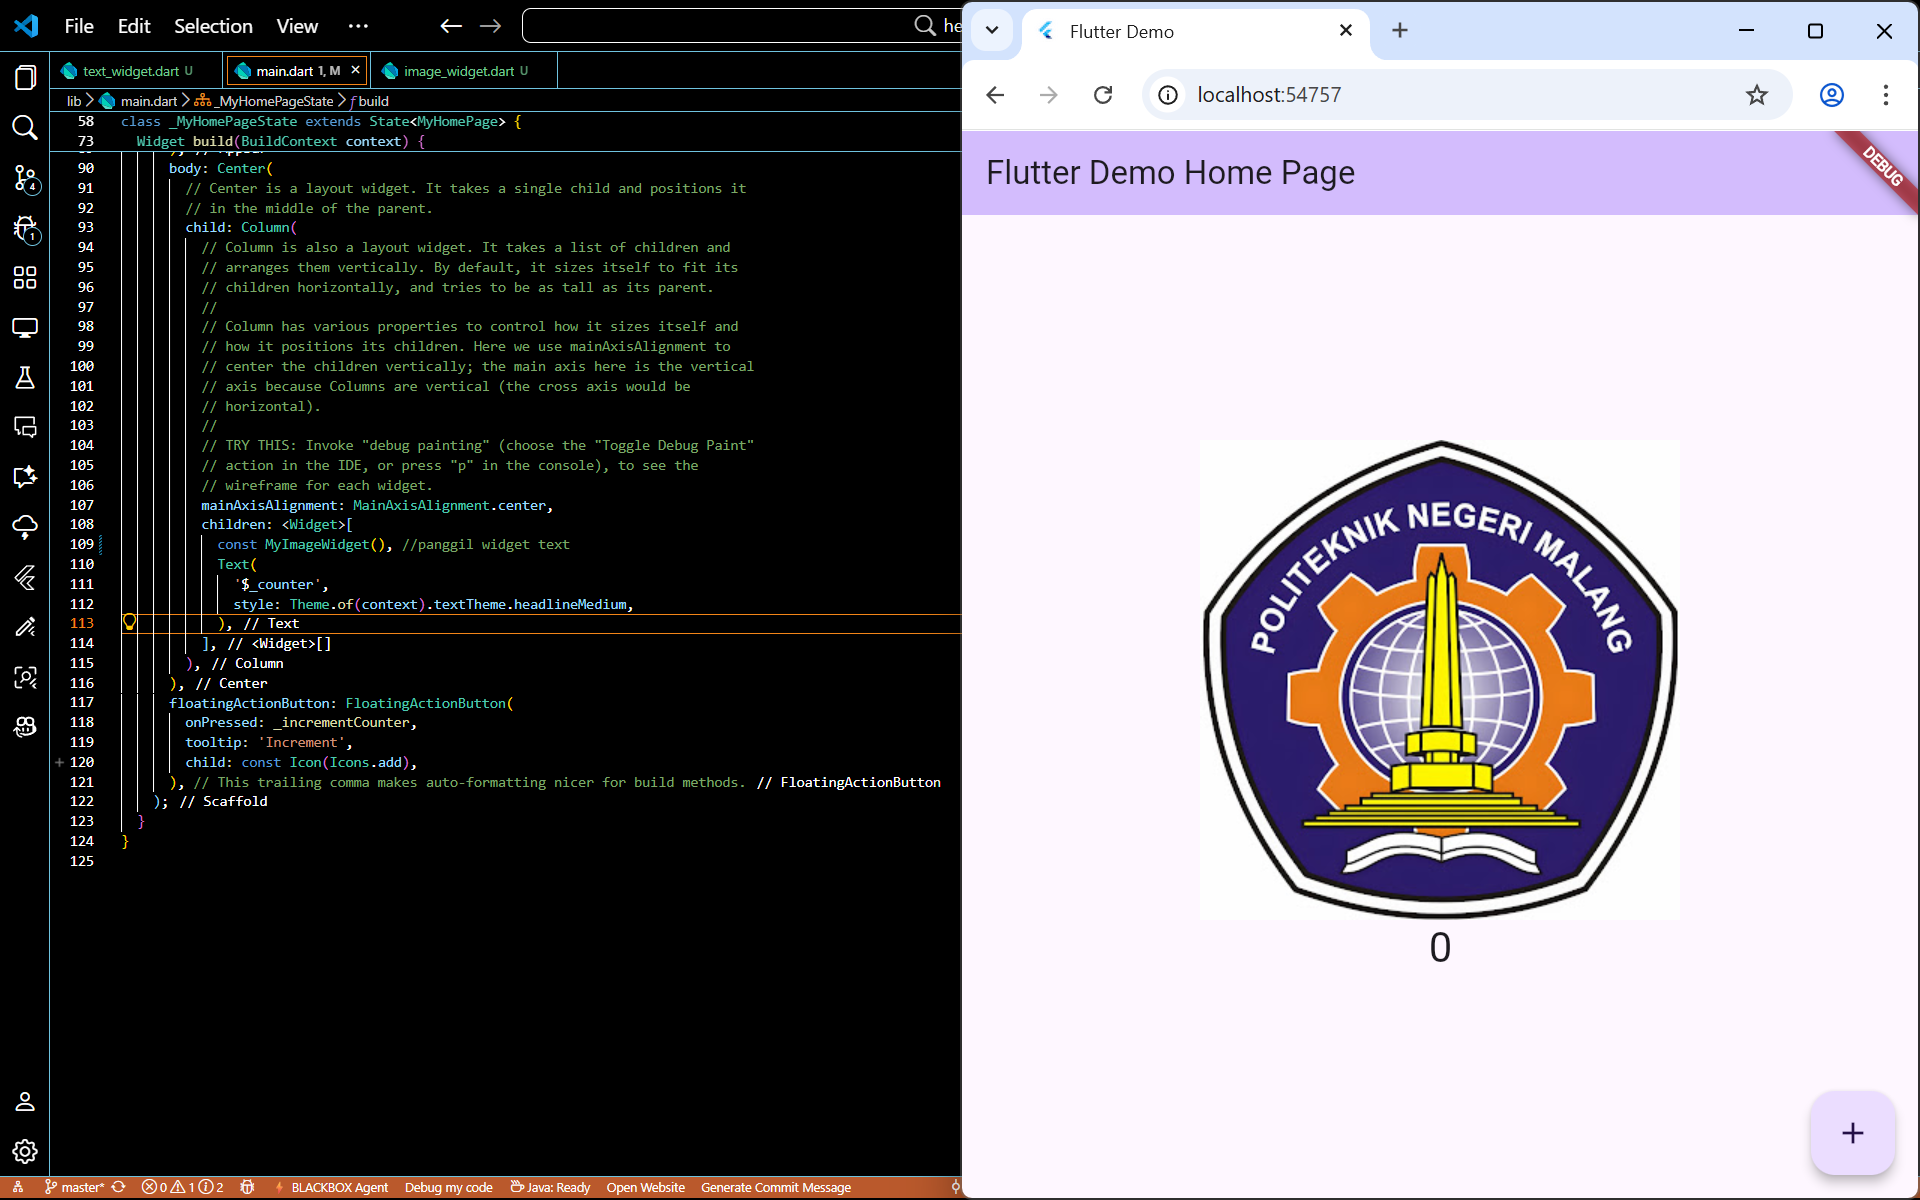 File Edit Selection View ··· he
text_widget.dart U
main.dart 1, M
image_widget.dart U
lib > main.dart > _MyHomePageState > build
58 class _MyHomePageState extends State<MyHomePage> {
73 Widget build(BuildContext context) {
90 body: Center(
91 // Center is a layout widget. It takes a single child and positions it
92 // in the middle of the parent.
93 child: Column(
94 // Column is also a layout widget. It takes a list of children and
95 // arranges them vertically. By default, it sizes itself to fit its
96 // children horizontally, and tries to be as tall as its parent.
97 //
98 // Column has various properties to control how it sizes itself and
99 // how it positions its children. Here we use mainAxisAlignment to
100 // center the children vertically; the main axis here is the vertical
101 // axis because Columns are vertical (the cross axis would be
102 // horizontal).
103 //
104 // TRY THIS: Invoke "debug painting" (choose the "Toggle Debug Paint"
105 // action in the IDE, or press "p" in the console), to see the
106 // wireframe for each widget.
107 mainAxisAlignment: MainAxisAlignment.center,
108 children: <Widget>[
109 const MyImageWidget(), //panggil widget text
110 Text(
111 '$_counter',
112 style: Theme.of(context).textTheme.headlineMedium,
113 ), // Text
114 ], // <Widget>[]
115 ), // Column
116 ), // Center
117 floatingActionButton: FloatingActionButton(
118 onPressed: _incrementCounter,
119 tooltip: 'Increment',
120 child: const Icon(Icons.add),
121 ), // This trailing comma makes auto-formatting nicer for build methods. // FloatingActionButton
122 ); // Scaffold
123 }
124 }
125
4
1
master* 0 1 2 BLACKBOX Agent Debug my code Java: Ready Open Website Generate Commit Message
Flutter Demo
localhost:54757
Flutter Demo Home Page
DEBUG
POLITEKNIK NEGERI MALANG
0
+